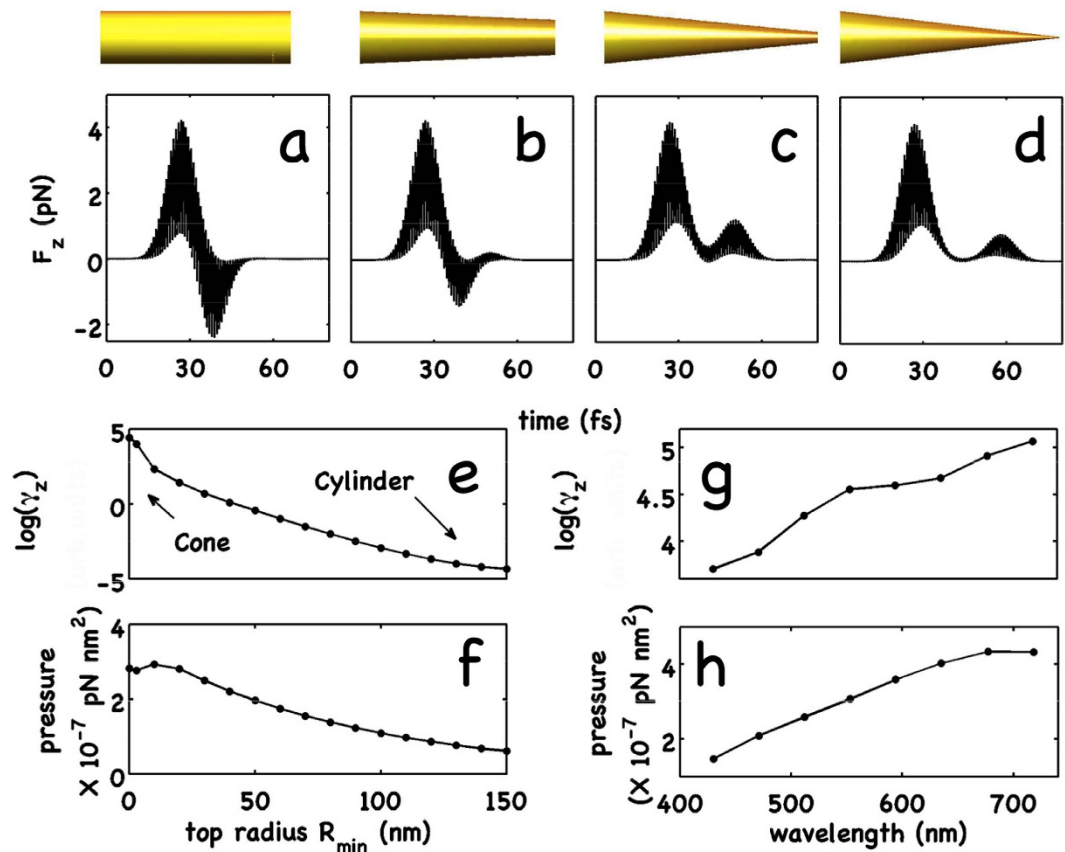 a b c d
4
2
0
-2
F_z (pN)
0 30 60 0 30 60 0 30 60 0 30 60
time (fs)
5
0
-5
log(γ_z)
Cone
Cylinder
e
5
4.5
4
log(γ_z)
g
4
2
0
pressure
X 10^-7 pN nm^2)
f
0 50 100 150
top radius R_min (nm)
4
2
pressure
(X 10^-7 pN nm^2)
h
400 500 600 700
wavelength (nm)